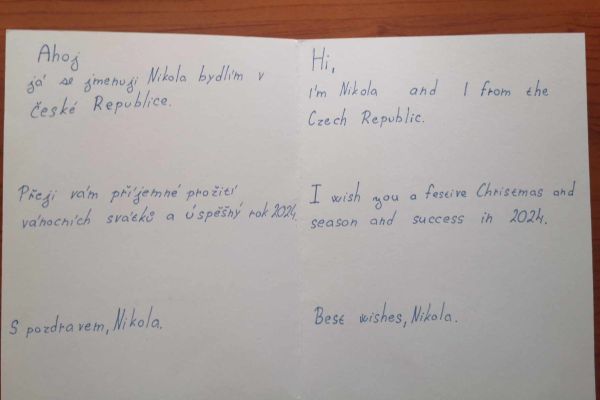 Ahoj
já se jmenuji Nikola bydlím v
České Republice.
Přeji vám příjemné prožití
vánocních svátků a úspěšný rok 2024.
S pozdravem, Nikola.
Hi,
I'm Nikola and I from the
Czech Republic.
I wish you a festive Christmas and
season and success in 2024.
Best wishes, Nikola.